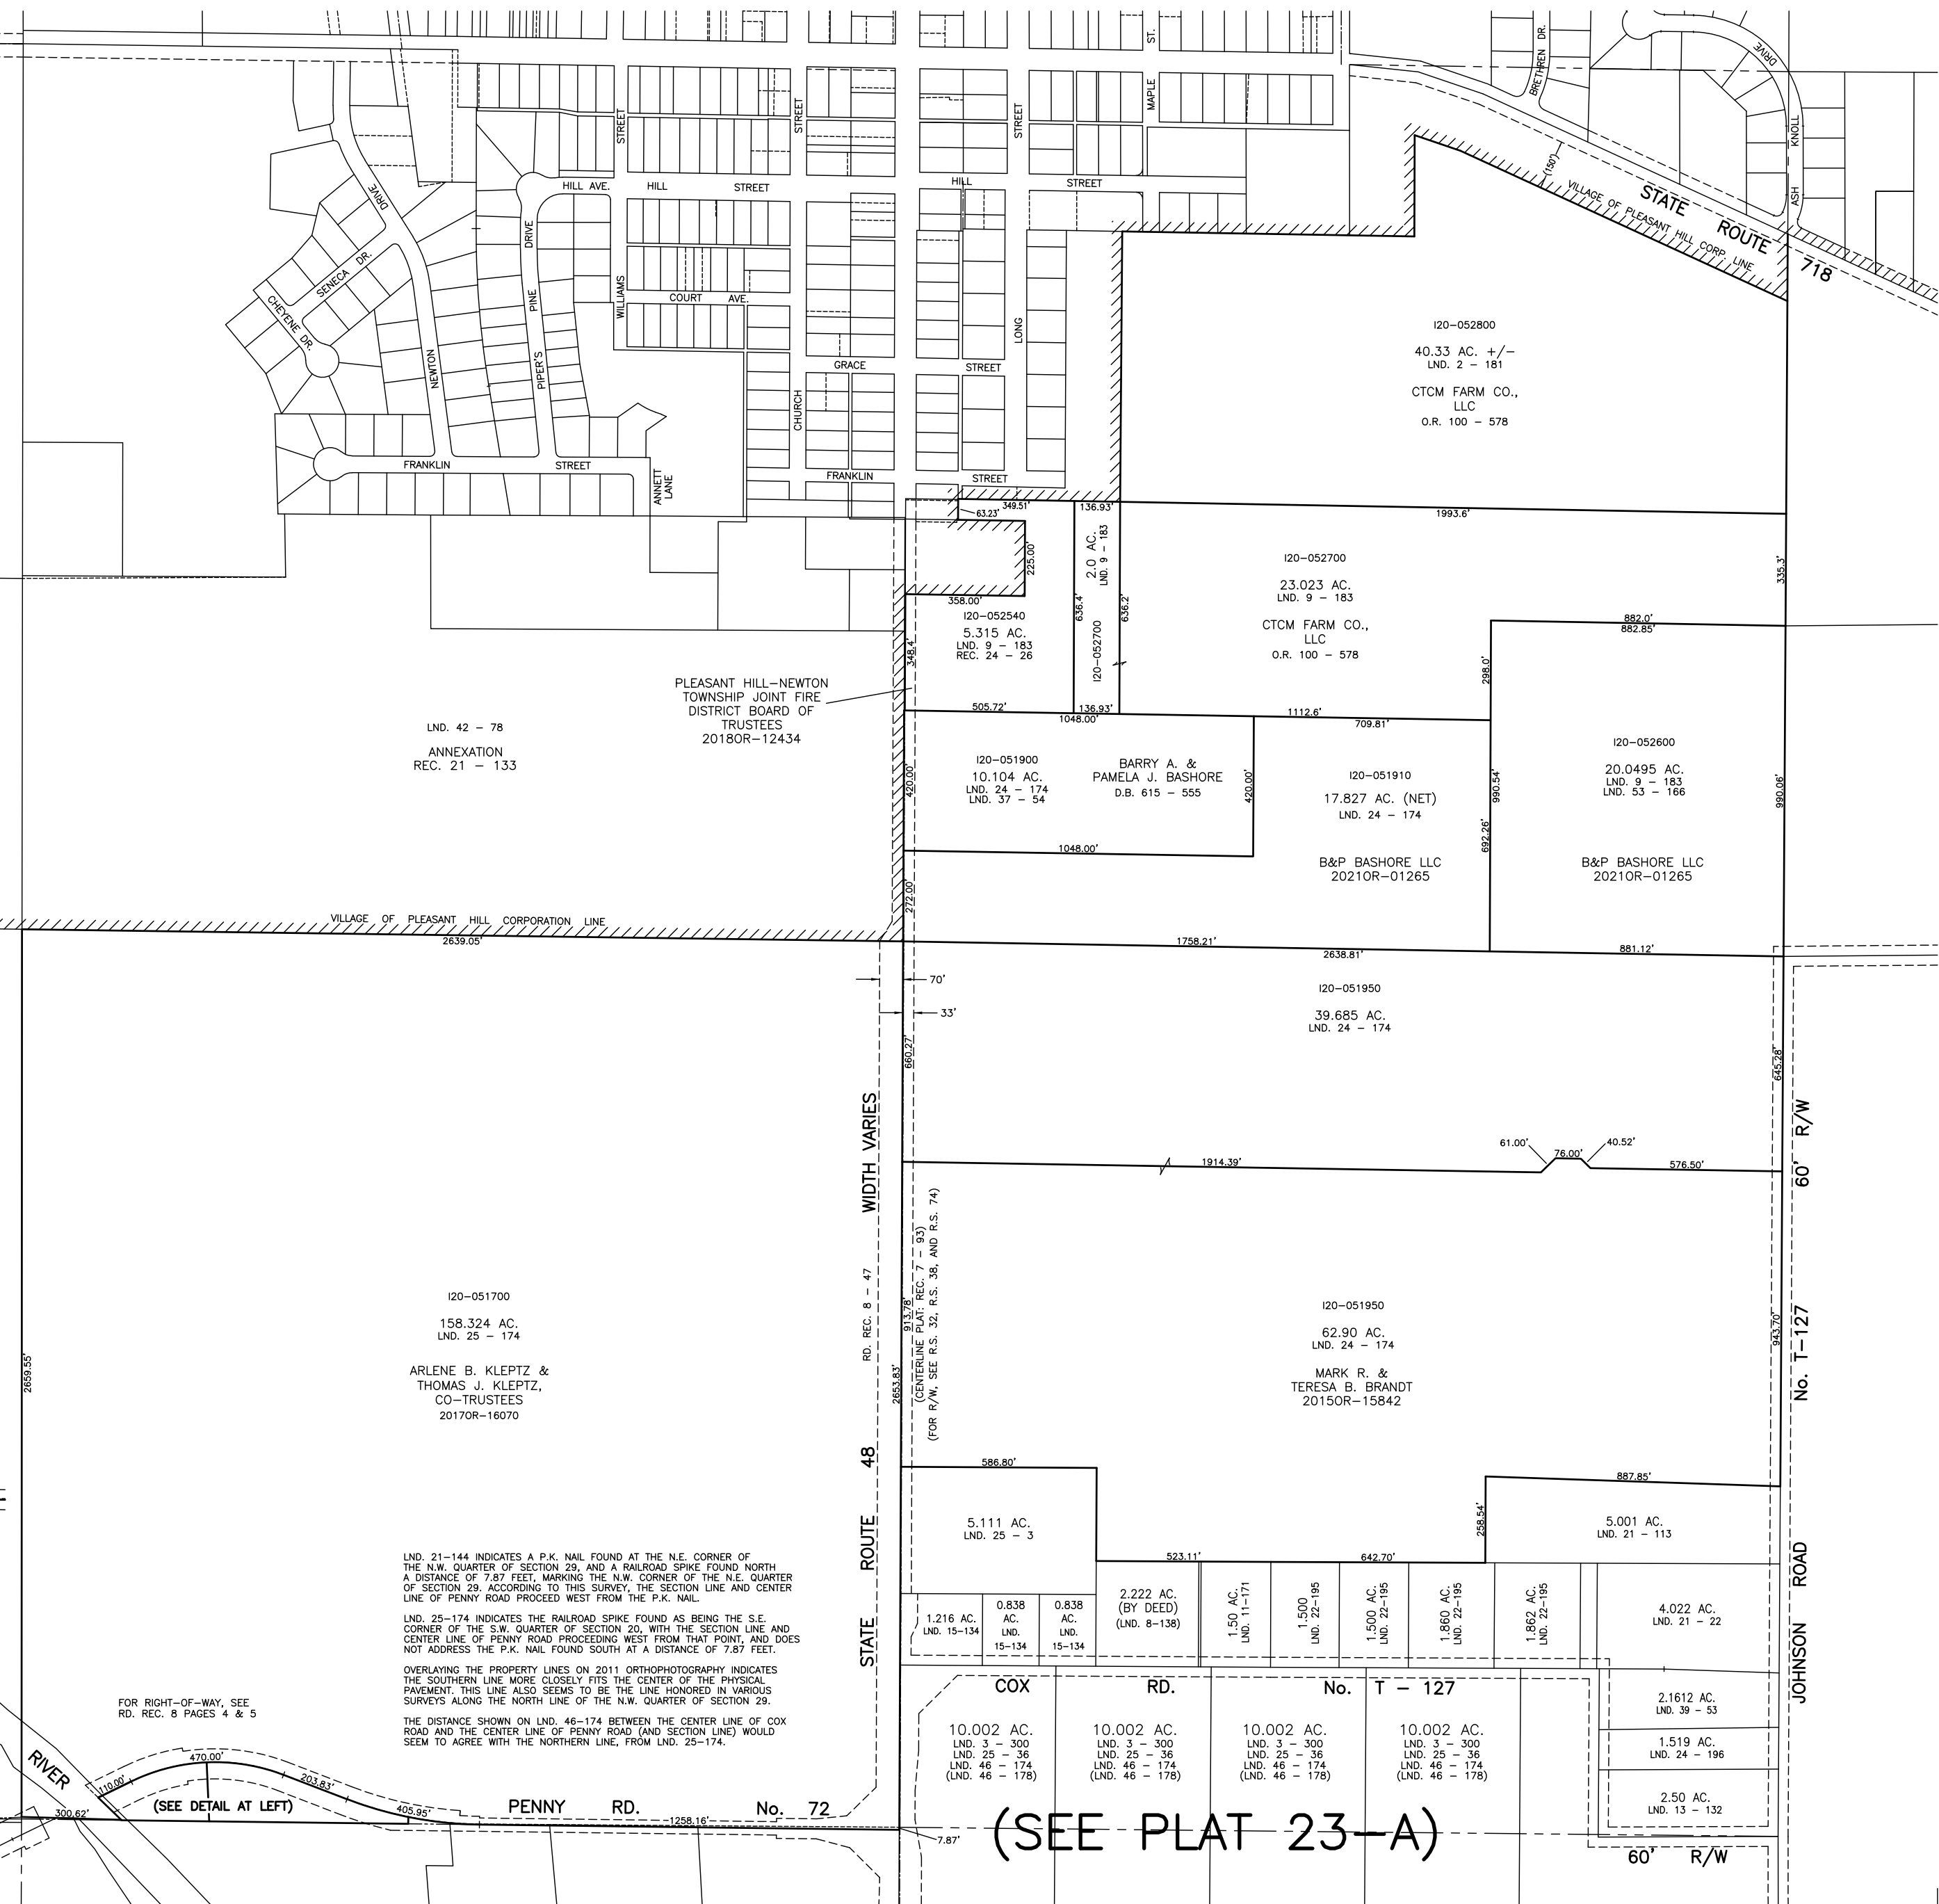 ST.
MAPLE
BRETHREN DR.
DRIVE
KNOLL
ASH
STREET
STREET
STREET
DRIVE
HILL AVE.
HILL
STREET
HILL
STREET
(150')
VILLAGE OF PLEASANT HILL CORP. LINE
STATE
ROUTE
718
SENECA DR.
CHEYENE DR.
NEWTON
DRIVE
PINE
PIPER'S
WILLIAMS
COURT AVE.
LONG
GRACE
STREET
CHURCH
FRANKLIN
STREET
ANNETT
LANE
FRANKLIN
STREET
I20-052800
40.33 AC. +/-
LND. 2 - 181
CTCM FARM CO.,
LLC
O.R. 100 - 578
349.51'
63.23'
136.93'
1993.6'
225.00'
358.00'
2.0 AC.
LND. 9 - 183
I20-052700
636.4'
636.2'
I20-052700
23.023 AC.
LND. 9 - 183
CTCM FARM CO.,
LLC
O.R. 100 - 578
335.3'
882.0'
882.85'
298.0'
I20-052540
5.315 AC.
LND. 9 - 183
REC. 24 - 26
348.4'
PLEASANT HILL-NEWTON
TOWNSHIP JOINT FIRE
DISTRICT BOARD OF
TRUSTEES
2018OR-12434
505.72'
136.93'
1048.00'
1112.6'
709.81'
LND. 42 - 78
ANNEXATION
REC. 21 - 133
I20-051900
10.104 AC.
LND. 24 - 174
LND. 37 - 54
BARRY A. &
PAMELA J. BASHORE
D.B. 615 - 555
420.00'
420.00'
1048.00'
272.00'
I20-051910
17.827 AC. (NET)
LND. 24 - 174
B&P BASHORE LLC
2021OR-01265
990.54'
692.26'
I20-052600
20.0495 AC.
LND. 9 - 183
LND. 53 - 166
B&P BASHORE LLC
2021OR-01265
990.06'
VILLAGE OF PLEASANT HILL CORPORATION LINE
2639.05'
1758.21'
2638.81'
881.12'
70'
33'
I20-051950
39.685 AC.
LND. 24 - 174
660.27'
645.28'
WIDTH VARIES
60' R/W
1914.39'
61.00'
76.00'
40.52'
576.50'
(CENTERLINE PLAT: REC. 7 - 93)
(FOR R/W, SEE R.S. 32, R.S. 38, AND R.S. 74)
RD. REC. 8 - 47
913.78'
2653.83'
943.70'
No. T-127
2659.55'
I20-051700
158.324 AC.
LND. 25 - 174
ARLENE B. KLEPTZ &
THOMAS J. KLEPTZ,
CO-TRUSTEES
2017OR-16070
I20-051950
62.90 AC.
LND. 24 - 174
MARK R. &
TERESA B. BRANDT
2015OR-15842
STATE ROUTE 48
JOHNSON ROAD
586.80'
887.85'
258.54'
5.111 AC.
LND. 25 - 3
5.001 AC.
LND. 21 - 113
523.11'
642.70'
LND. 21-144 INDICATES A P.K. NAIL FOUND AT THE N.E. CORNER OF
THE N.W. QUARTER OF SECTION 29, AND A RAILROAD SPIKE FOUND NORTH
A DISTANCE OF 7.87 FEET, MARKING THE N.W. CORNER OF THE N.E. QUARTER
OF SECTION 29. ACCORDING TO THIS SURVEY, THE SECTION LINE AND CENTER
LINE OF PENNY ROAD PROCEED WEST FROM THE P.K. NAIL.
LND. 25-174 INDICATES THE RAILROAD SPIKE FOUND AS BEING THE S.E.
CORNER OF THE S.W. QUARTER OF SECTION 20, WITH THE SECTION LINE AND
CENTER LINE OF PENNY ROAD PROCEEDING WEST FROM THAT POINT, AND DOES
NOT ADDRESS THE P.K. NAIL FOUND SOUTH AT A DISTANCE OF 7.87 FEET.
OVERLAYING THE PROPERTY LINES ON 2011 ORTHOPHOTOGRAPHY INDICATES
THE SOUTHERN LINE MORE CLOSELY FITS THE CENTER OF THE PHYSICAL
PAVEMENT. THIS LINE ALSO SEEMS TO BE THE LINE HONORED IN VARIOUS
SURVEYS ALONG THE NORTH LINE OF THE N.W. QUARTER OF SECTION 29.
THE DISTANCE SHOWN ON LND. 46-174 BETWEEN THE CENTER LINE OF COX
ROAD AND THE CENTER LINE OF PENNY ROAD (AND SECTION LINE) WOULD
SEEM TO AGREE WITH THE NORTHERN LINE, FROM LND. 25-174.
1.216 AC.
LND. 15-134
0.838
AC.
LND.
15-134
0.838
AC.
LND.
15-134
2.222 AC.
(BY DEED)
(LND. 8-138)
1.50 AC.
LND. 11-171
1.500
LND. 22-195
1.500 AC.
LND. 22-195
1.860 AC.
LND. 22-195
1.862 AC.
LND. 22-195
4.022 AC.
LND. 21 - 22
COX RD. No. T - 127
2.1612 AC.
LND. 39 - 53
1.519 AC.
LND. 24 - 196
2.50 AC.
LND. 13 - 132
10.002 AC.
LND. 3 - 300
LND. 25 - 36
LND. 46 - 174
(LND. 46 - 178)
10.002 AC.
LND. 3 - 300
LND. 25 - 36
LND. 46 - 174
(LND. 46 - 178)
10.002 AC.
LND. 3 - 300
LND. 25 - 36
LND. 46 - 174
(LND. 46 - 178)
10.002 AC.
LND. 3 - 300
LND. 25 - 36
LND. 46 - 174
(LND. 46 - 178)
FOR RIGHT-OF-WAY, SEE
RD. REC. 8 PAGES 4 & 5
RIVER
470.00'
110.00'
203.83'
405.95'
300.62'
(SEE DETAIL AT LEFT)
PENNY RD. No. 72
1258.16'
7.87'
(SEE PLAT 23-A)
60' R/W